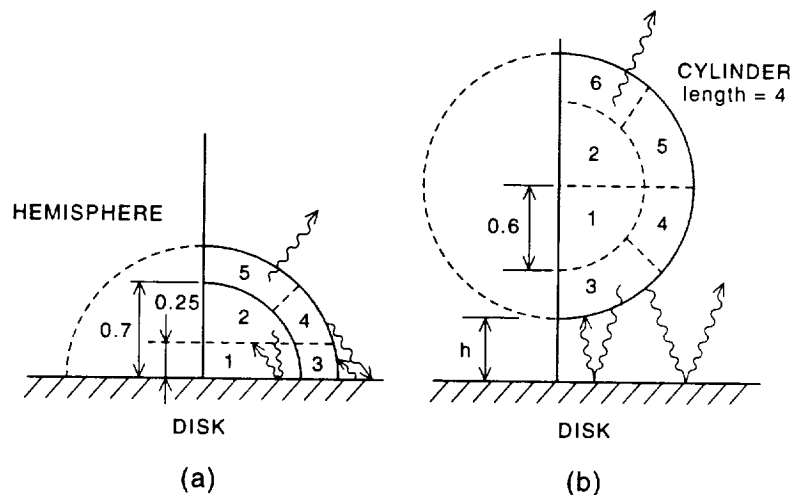 HEMISPHERE
0.7
0.25
5
2
4
1
3
DISK
(a)
CYLINDER
length = 4
6
5
2
0.6
1
4
3
h
DISK
(b)